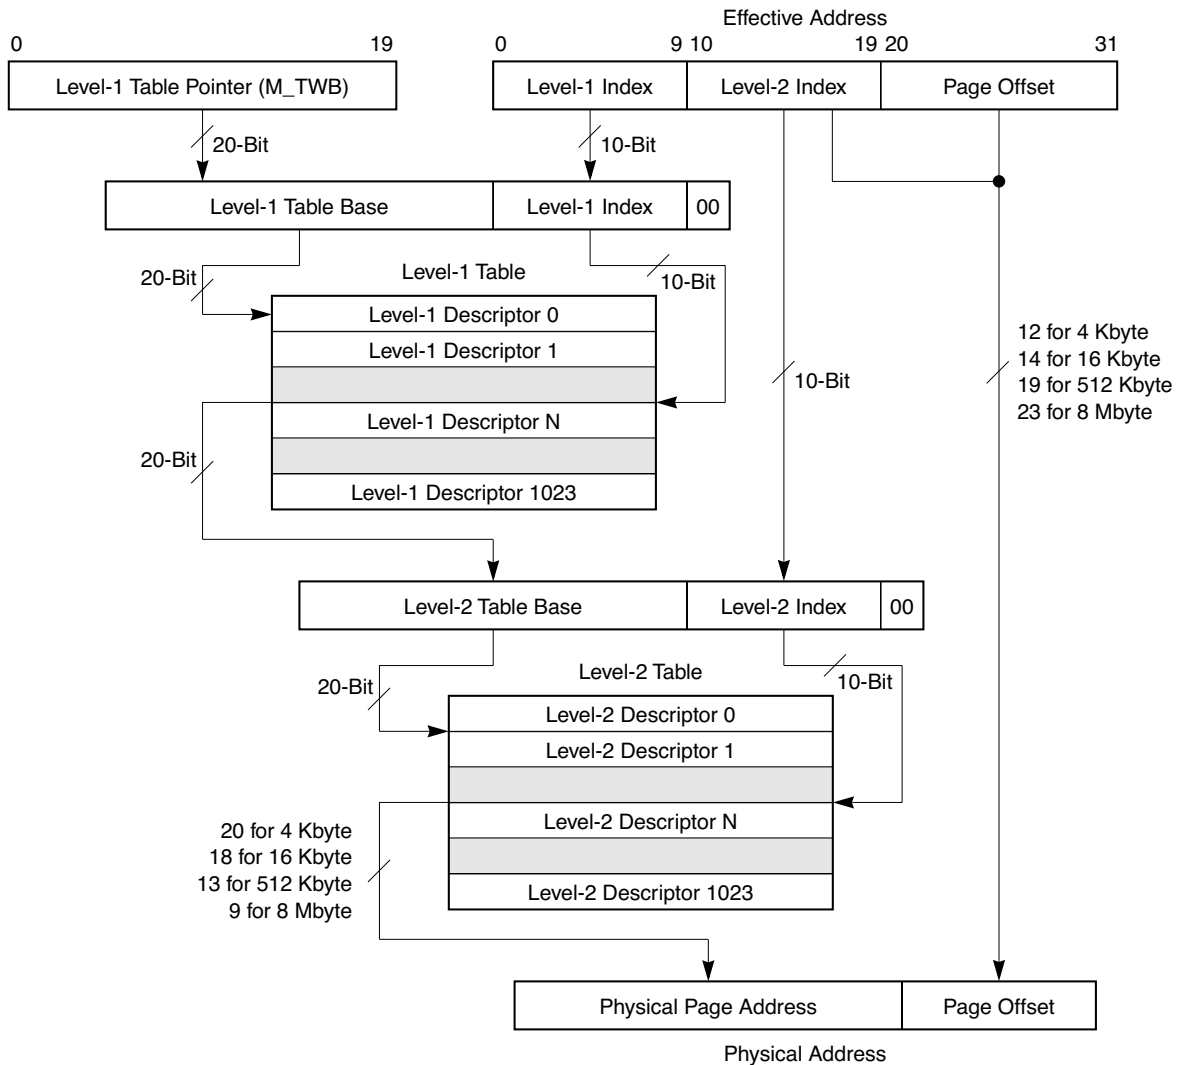 Effective Address
0 19 0 9 10 19 20 31
Level-1 Table Pointer (M_TWB) Level-1 Index Level-2 Index Page Offset
20-Bit 10-Bit
Level-1 Table Base Level-1 Index 00
20-Bit Level-1 Table 10-Bit
Level-1 Descriptor 0
Level-1 Descriptor 1
Level-1 Descriptor N
Level-1 Descriptor 1023
20-Bit
10-Bit
12 for 4 Kbyte
14 for 16 Kbyte
19 for 512 Kbyte
23 for 8 Mbyte
Level-2 Table Base Level-2 Index 00
20-Bit Level-2 Table 10-Bit
Level-2 Descriptor 0
Level-2 Descriptor 1
Level-2 Descriptor N
Level-2 Descriptor 1023
20 for 4 Kbyte
18 for 16 Kbyte
13 for 512 Kbyte
9 for 8 Mbyte
Physical Page Address Page Offset
Physical Address